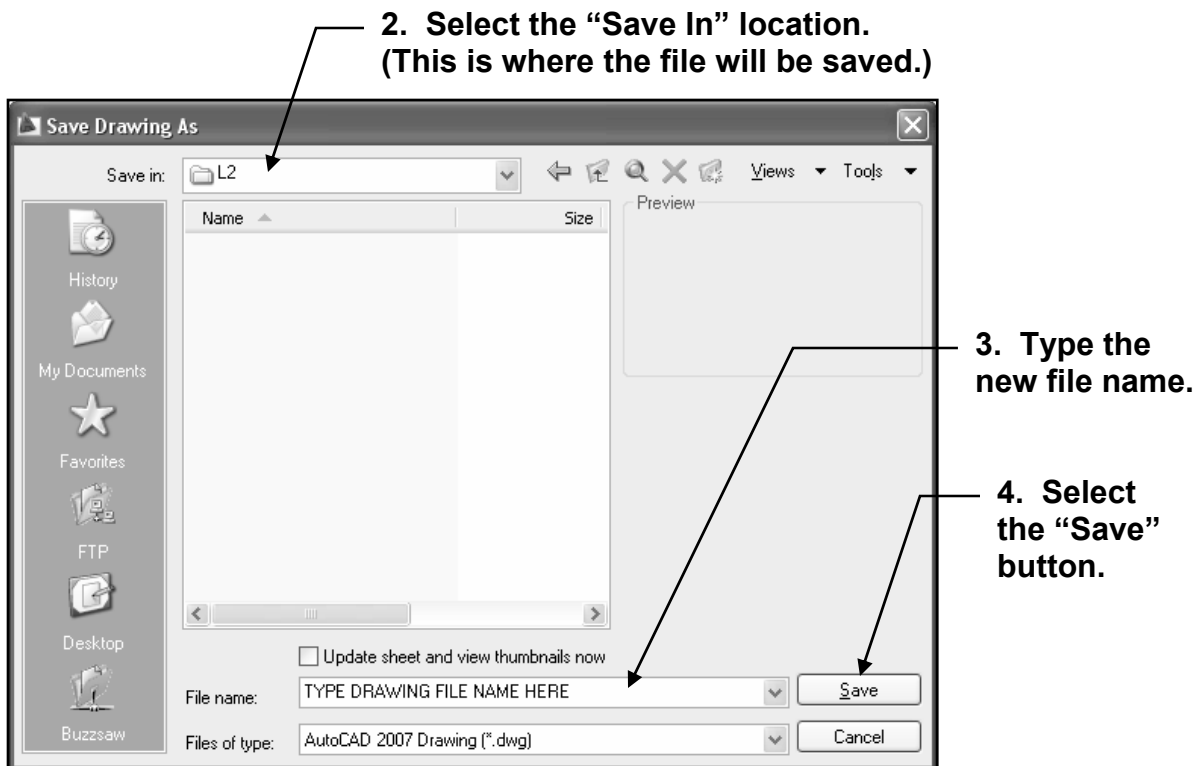 2. Select the “Save In” location.
(This is where the file will be saved.)
Save Drawing As
Save in:
L2
Views
Tools
Name
Size
Preview
History
My Documents
Favorites
FTP
Desktop
Buzzsaw
3. Type the
new file name.
4. Select
the “Save”
button.
Update sheet and view thumbnails now
File name:
TYPE DRAWING FILE NAME HERE
Save
Files of type:
AutoCAD 2007 Drawing (*.dwg)
Cancel